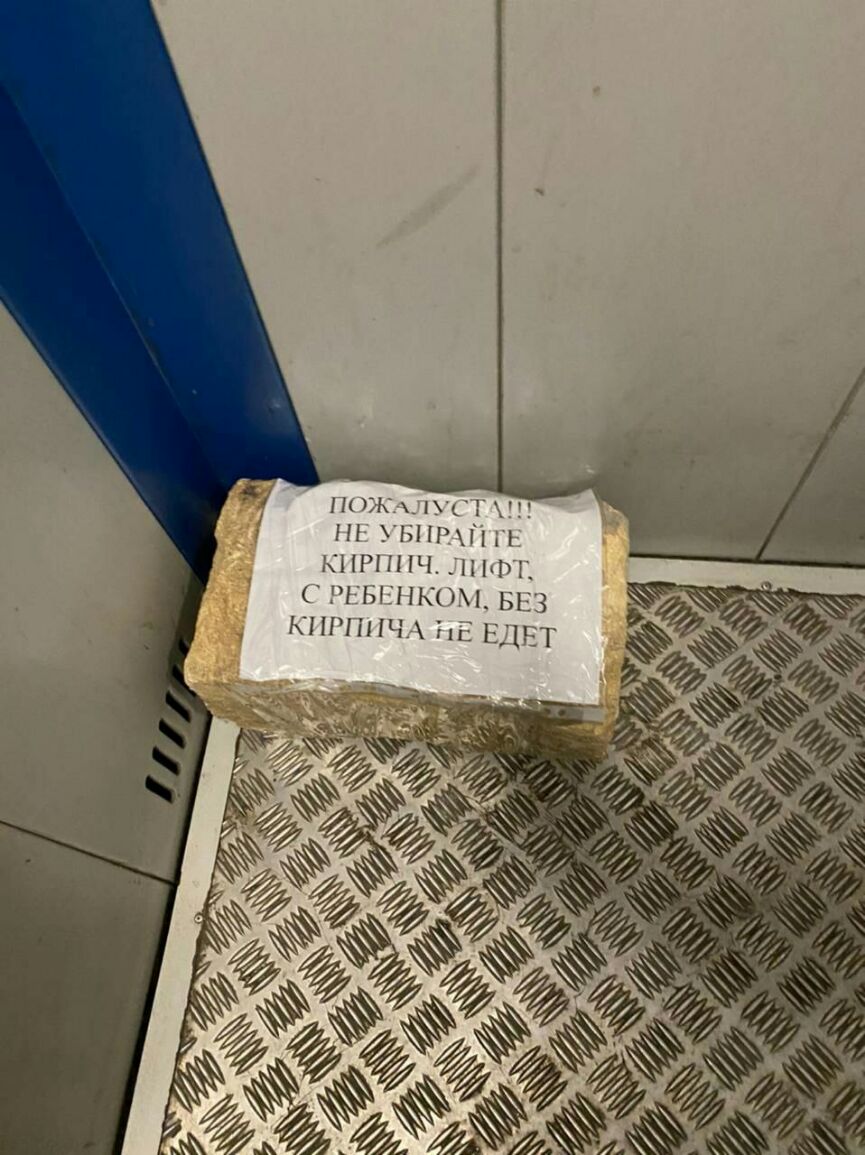 ПОЖАЛУСТА!!!
НЕ УБИРАЙТЕ
КИРПИЧ. ЛИФТ,
С РЕБЕНКОМ, БЕЗ
КИРПИЧА НЕ ЕДЕТ